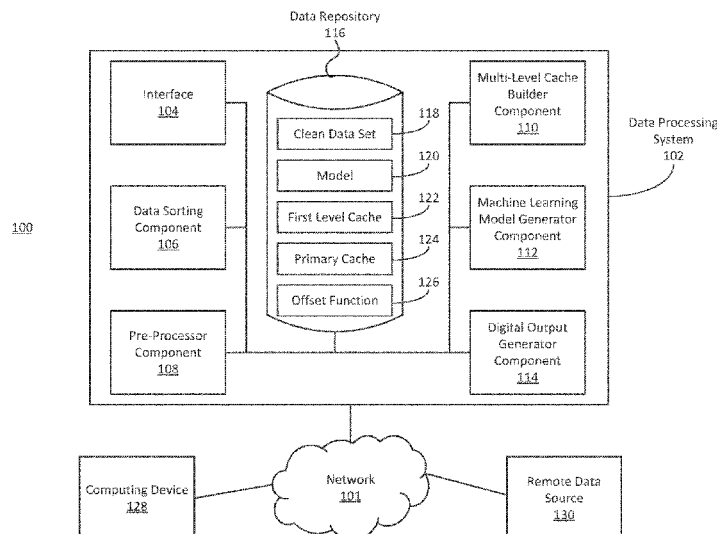 Data Repository
116
Interface
104
Multi-Level Cache
Builder
Component
110
Clean Data Set
118
Data Processing
System
102
Model
120
100
Data Sorting
Component
106
First Level Cache
122
Machine Learning
Model Generator
Component
112
Primary Cache
124
Offset Function
126
Pre-Processor
Component
108
Digital Output
Generator
Component
114
Computing Device
128
Network
101
Remote Data
Source
130